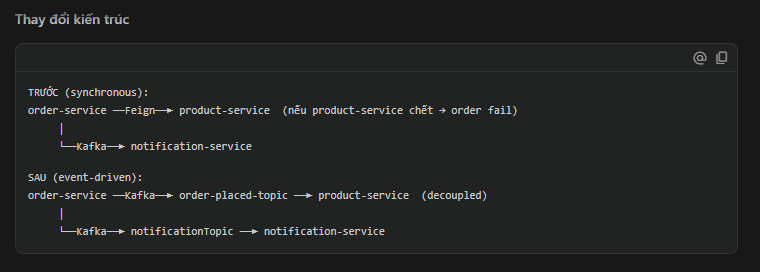 Thay đổi kiến trúc
TRƯỚC (synchronous):
order-service ──Feign──► product-service  (nếu product-service chết → order fail)
     │
     └──Kafka──► notification-service
SAU (event-driven):
order-service ──Kafka──► order-placed-topic ──► product-service  (decoupled)
     │
     └──Kafka──► notificationTopic ──► notification-service